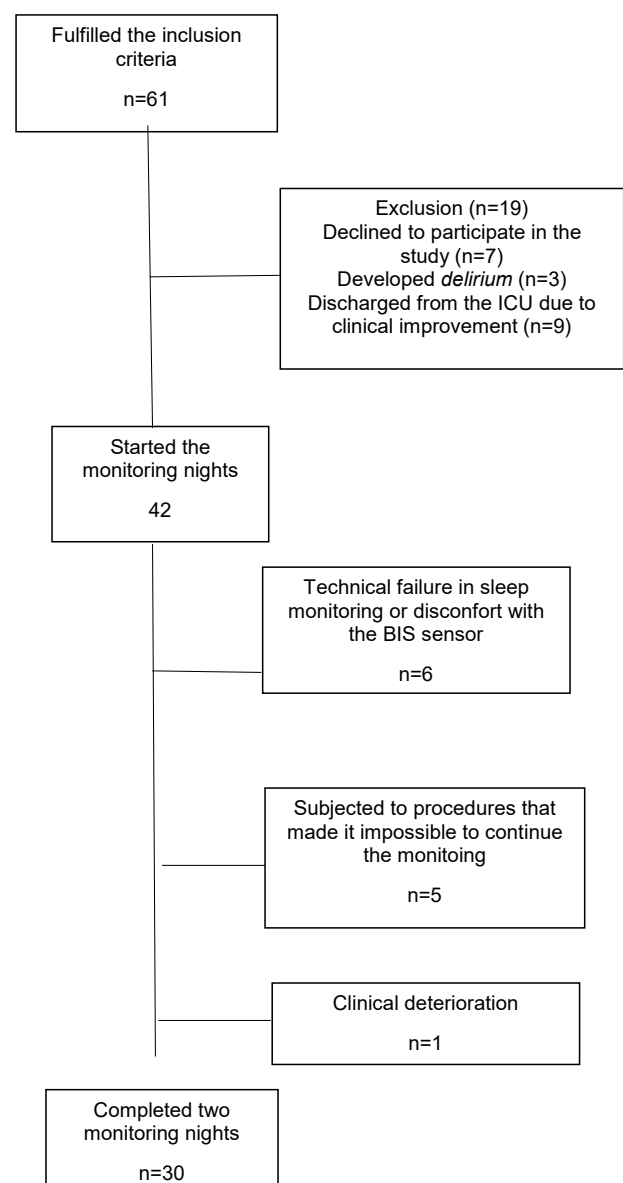 Fulfilled the inclusion
criteria
n=61
Exclusion (n=19)
Declined to participate in the
study (n=7)
Developed delirium (n=3)
Discharged from the ICU due to
clinical improvement (n=9)
Started the
monitoring nights
42
Technical failure in sleep
monitoring or disconfort with
the BIS sensor
n=6
Subjected to procedures that
made it impossible to continue
the monitoing
n=5
Clinical deterioration
n=1
Completed two
monitoring nights
n=30